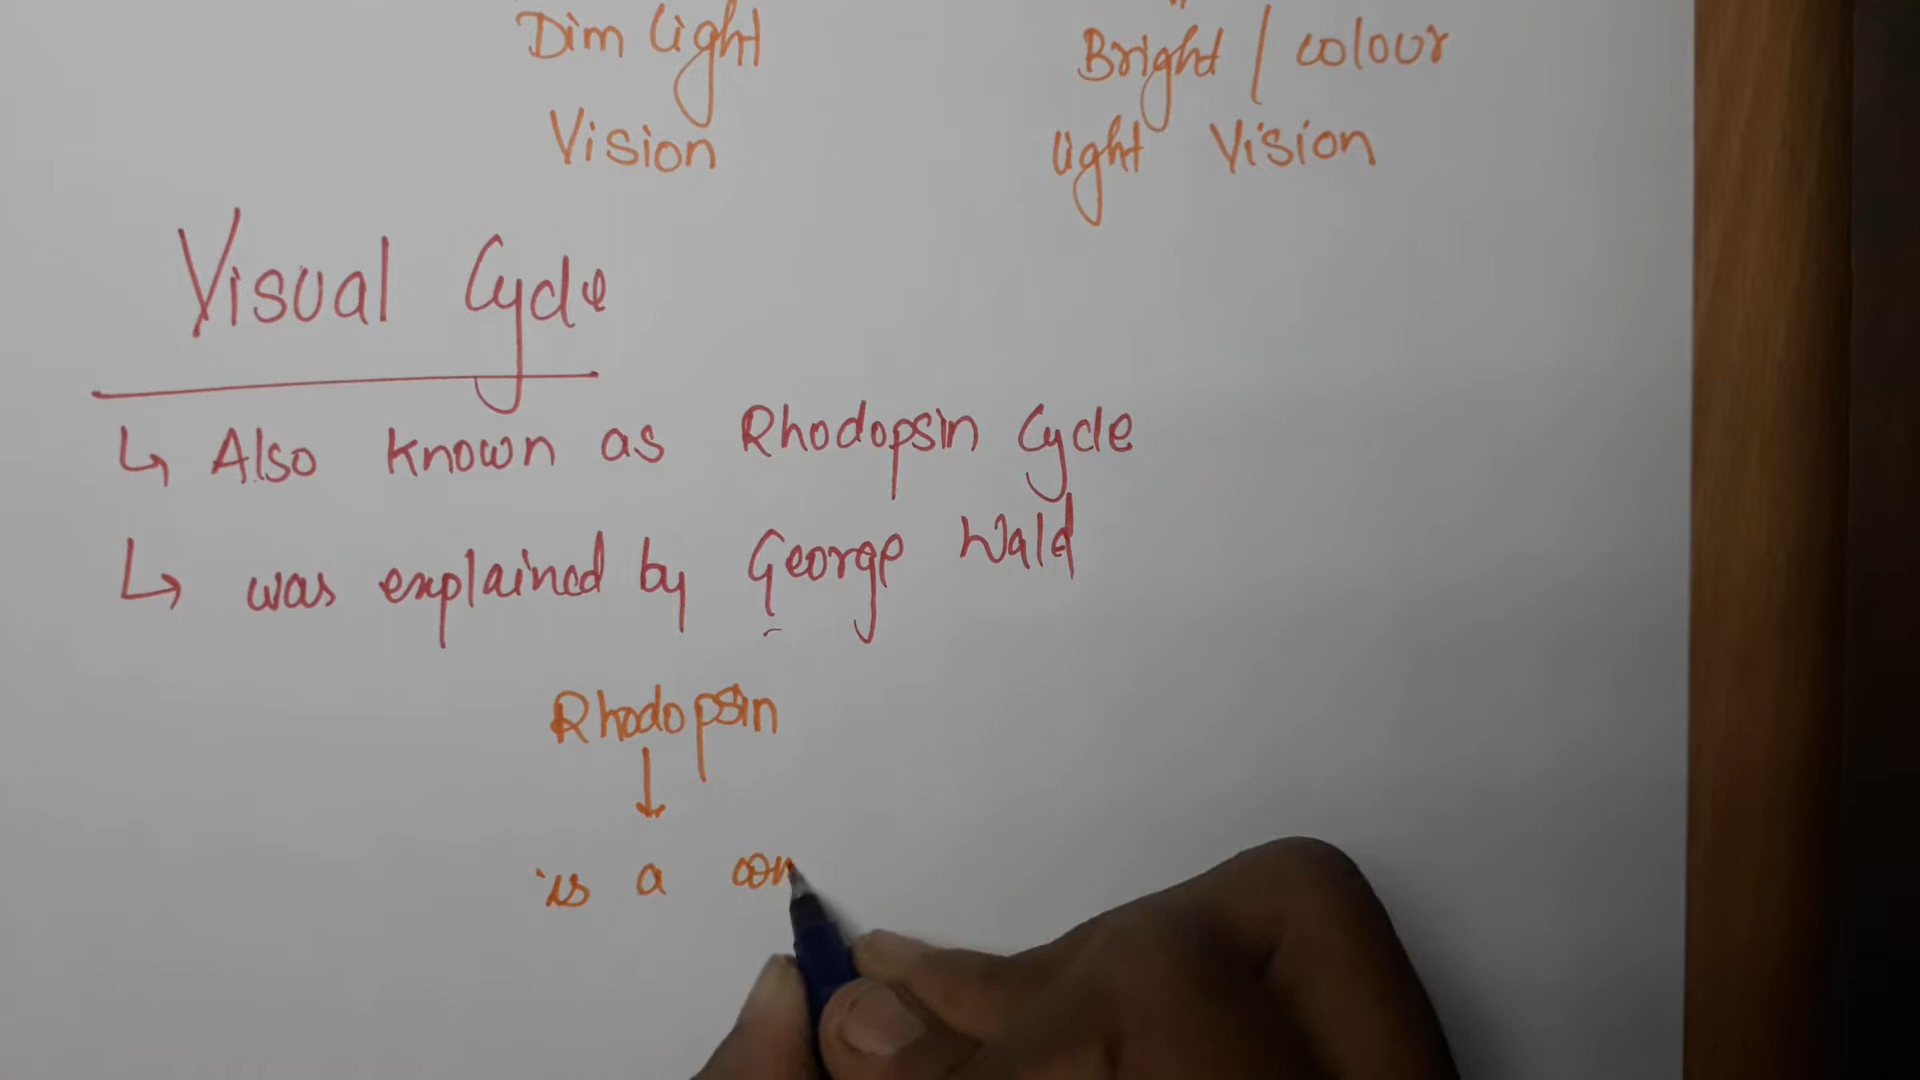 Dim light Bright / colour
Vision light Vision
Visual Cycle
↳ Also known as Rhodopsin Cycle
↳ was explained by George Wald
Rhodopsin
↓
is a com